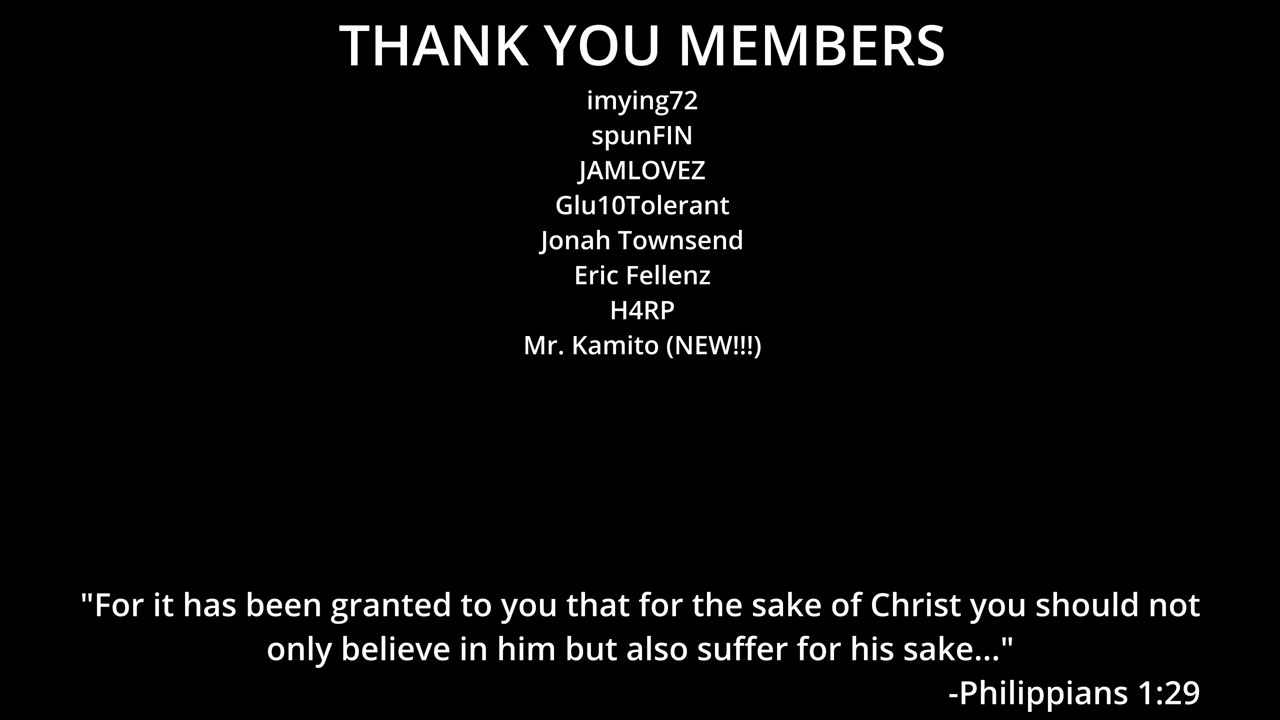 THANK YOU MEMBERS
imying72
spunFIN
JAMLOVEZ
Glu10Tolerant
Jonah Townsend
Eric Fellenz
H4RP
Mr. Kamito (NEW!!!)
"For it has been granted to you that for the sake of Christ you should not
only believe in him but also suffer for his sake..."
-Philippians 1:29